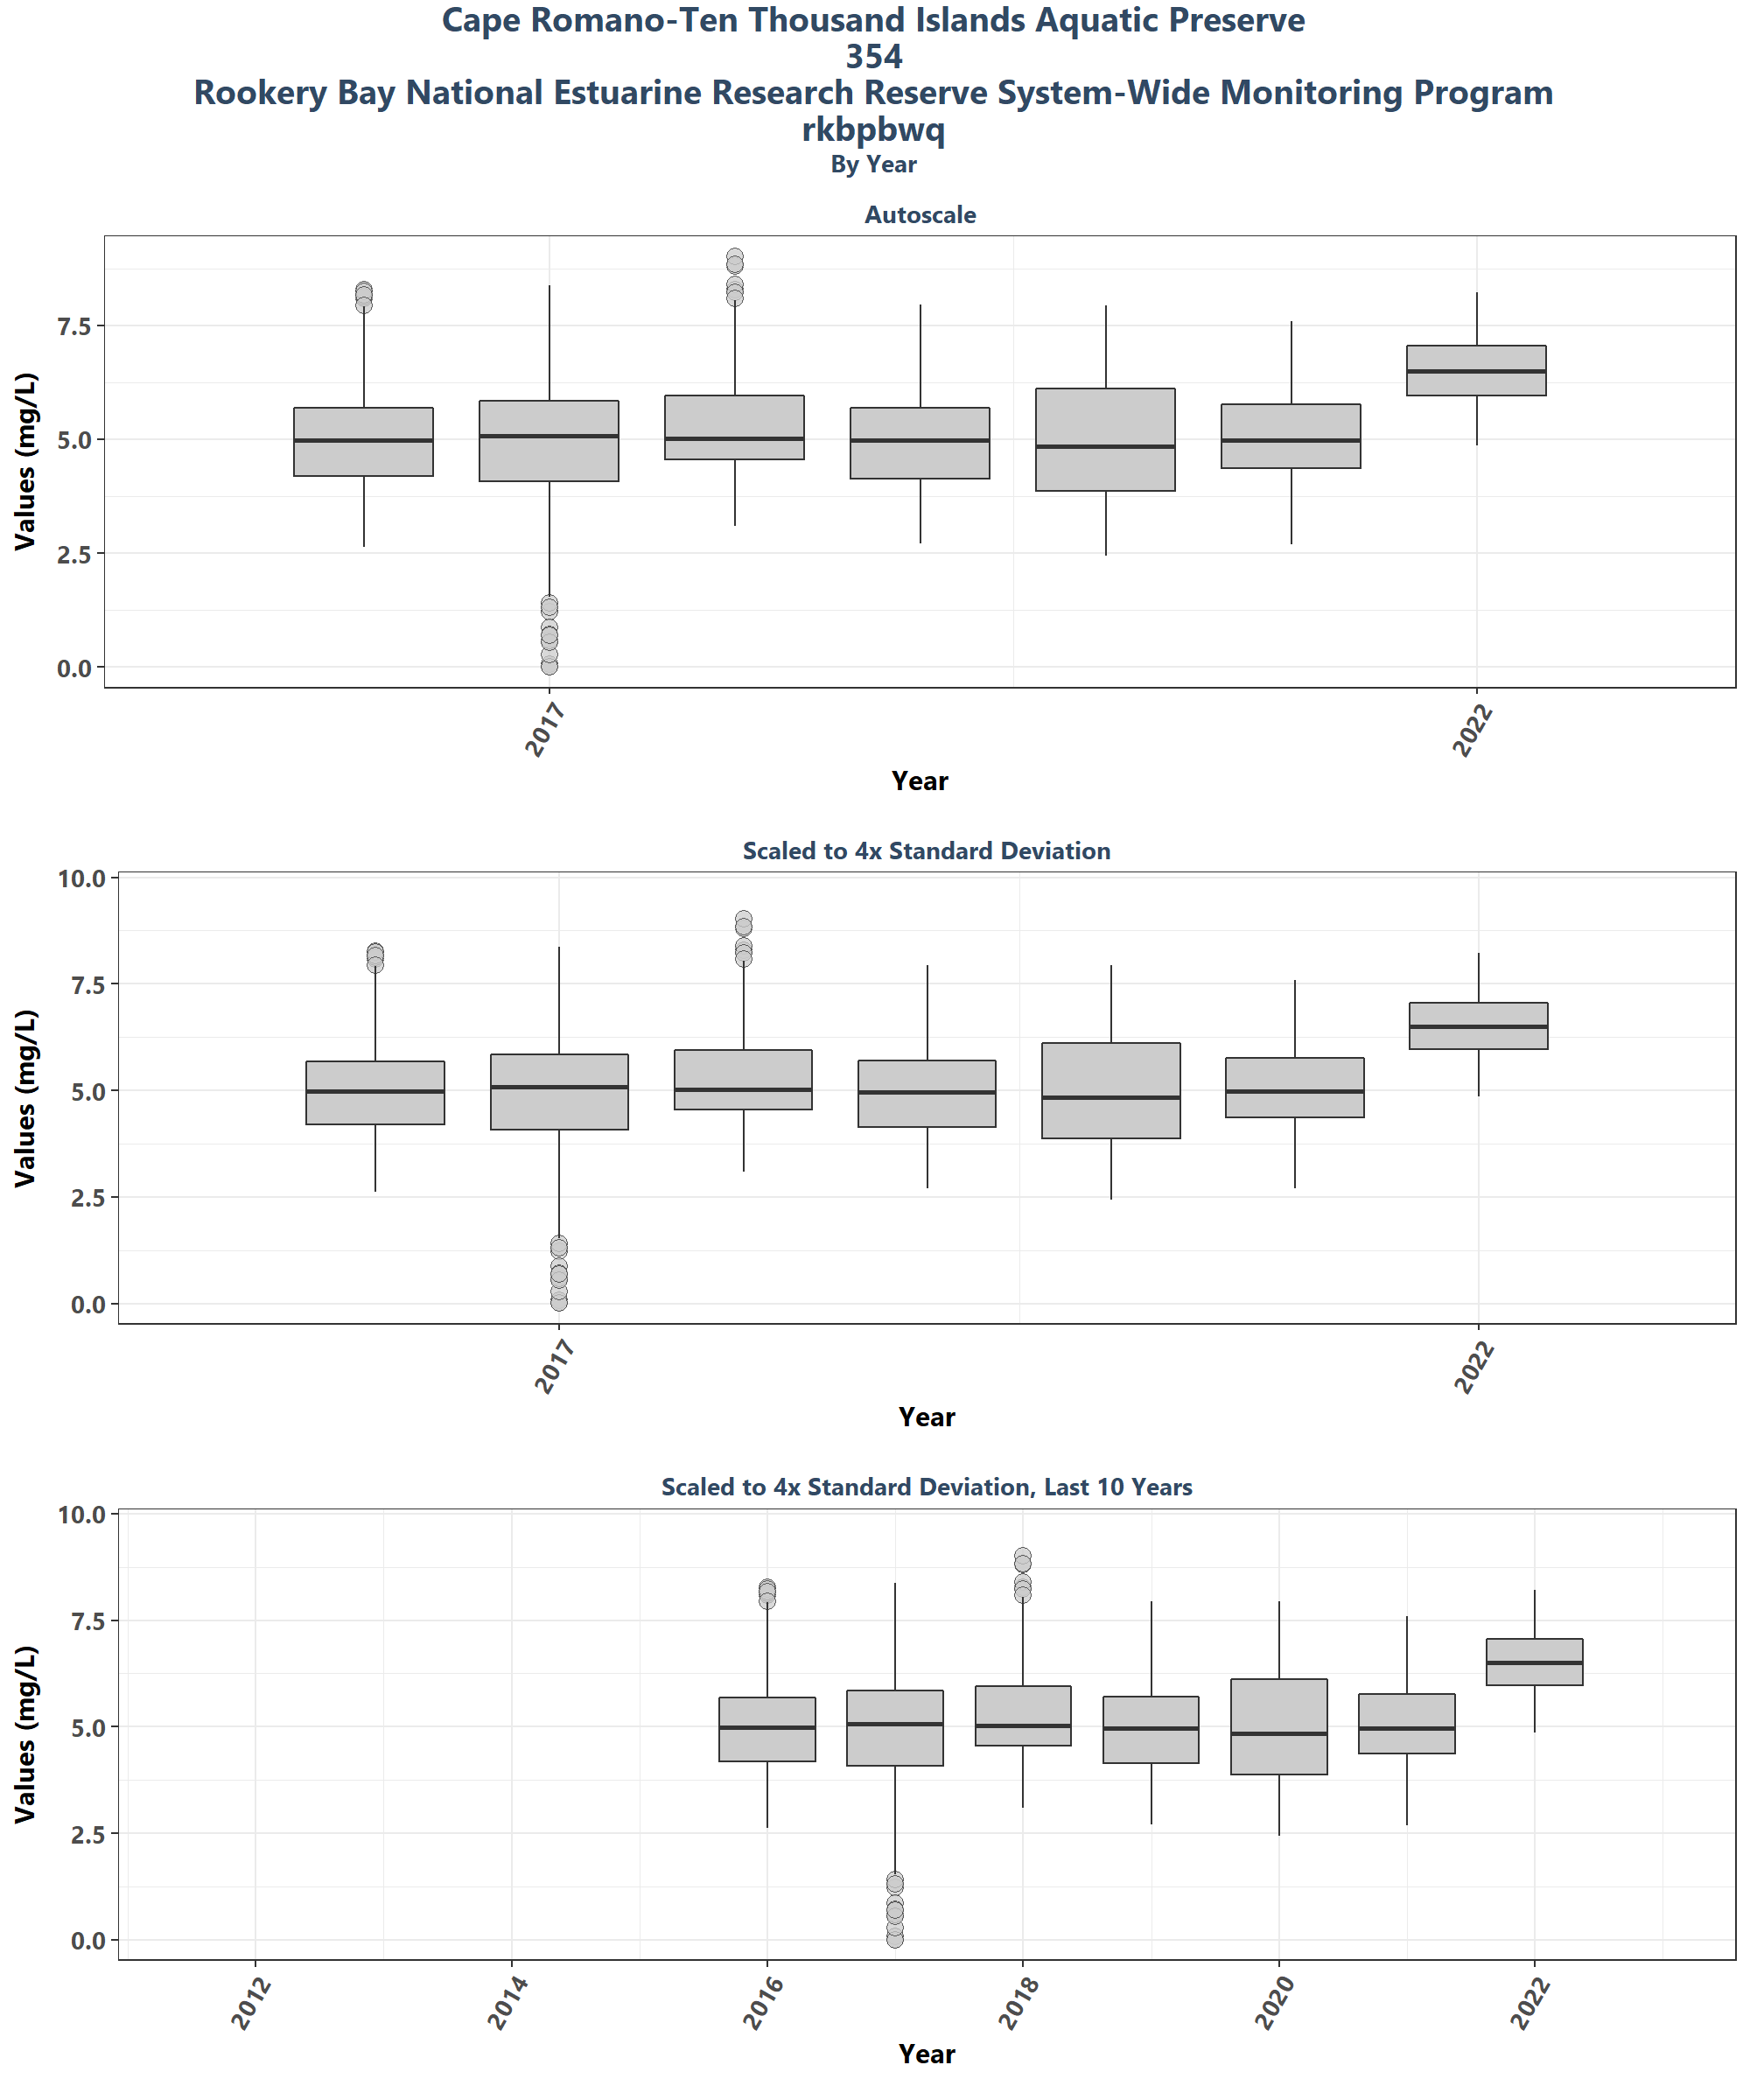 Cape Romano-Ten Thousand Islands Aquatic Preserve
354
Rookery Bay National Estuarine Research Reserve System-Wide Monitoring Program
rkbpbwq
By Year
Autoscale
Values (mg/L)
7.5
5.0
2.5
0.0
2017
2022
Year
Scaled to 4x Standard Deviation
Values (mg/L)
10.0
7.5
5.0
2.5
0.0
2017
2022
Year
Scaled to 4x Standard Deviation, Last 10 Years
Values (mg/L)
10.0
7.5
5.0
2.5
0.0
2012
2014
2016
2018
2020
2022
Year